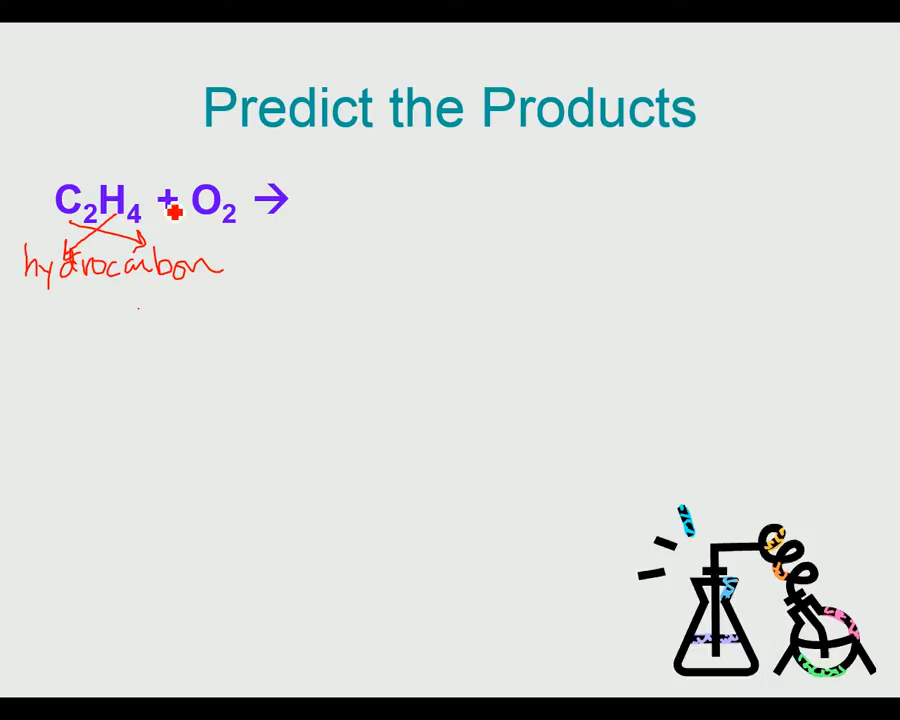 Predict the Products
C₂H₄ + O₂ →
hydrocarbon